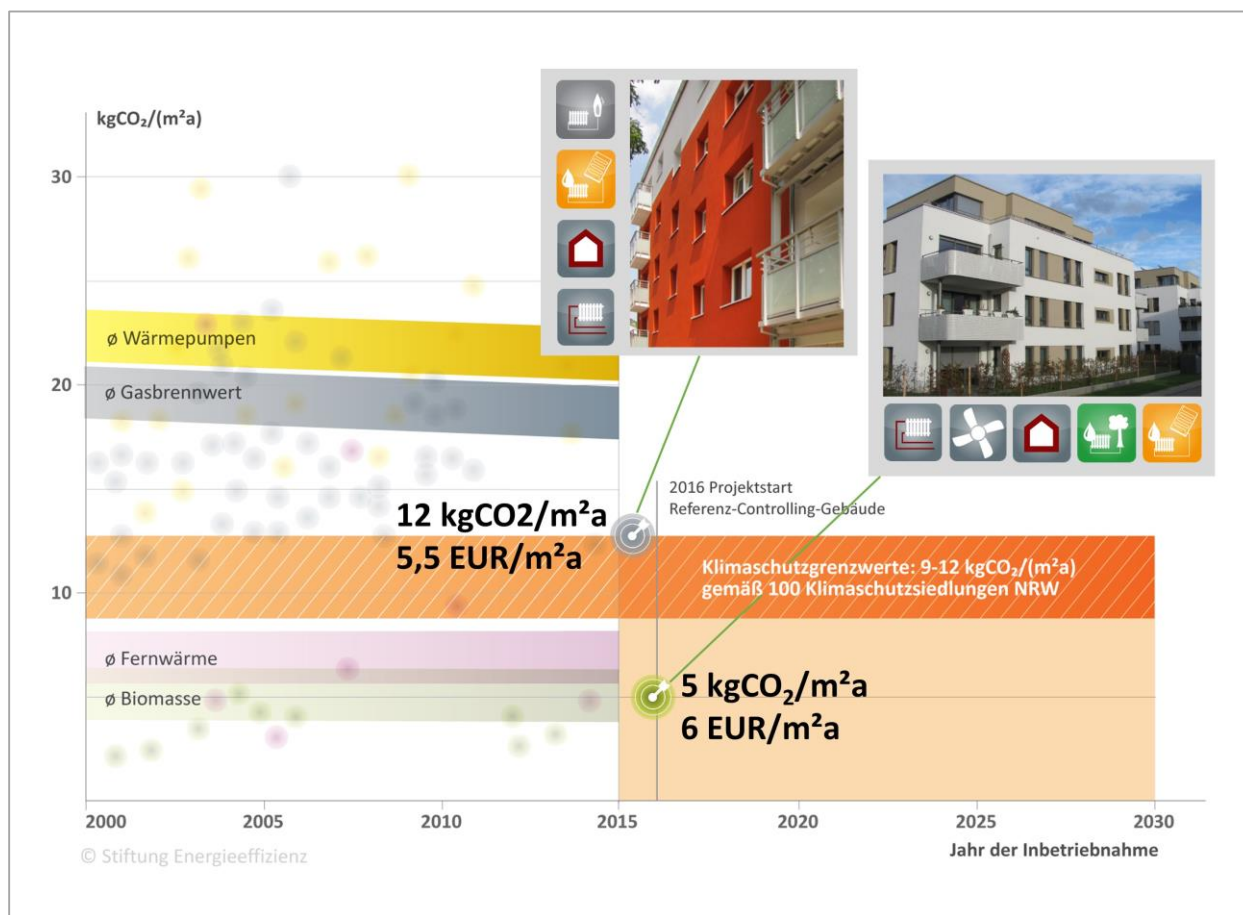 kgCO₂/(m²a)
30
ø Wärmepumpen
20
ø Gasbrennwert
2016 Projektstart
Referenz-Controlling-Gebäude
12 kgCO2/m²a
5,5 EUR/m²a
Klimaschutzgrenzwerte: 9-12 kgCO₂/(m²a)
gemäß 100 Klimaschutzsiedlungen NRW
10
ø Fernwärme
ø Biomasse
5 kgCO₂/m²a
6 EUR/m²a
2000 2005 2010 2015 2020 2025 2030
© Stiftung Energieeffizienz
Jahr der Inbetriebnahme